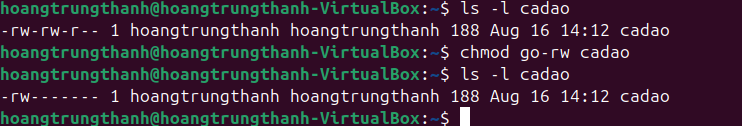 hoangtrungthanh@hoangtrungthanh-VirtualBox:~$ ls -l cadao
-rw-rw-r-- 1 hoangtrungthanh hoangtrungthanh 188 Aug 16 14:12 cadao
hoangtrungthanh@hoangtrungthanh-VirtualBox:~$ chmod go-rw cadao
hoangtrungthanh@hoangtrungthanh-VirtualBox:~$ ls -l cadao
-rw------- 1 hoangtrungthanh hoangtrungthanh 188 Aug 16 14:12 cadao
hoangtrungthanh@hoangtrungthanh-VirtualBox:~$